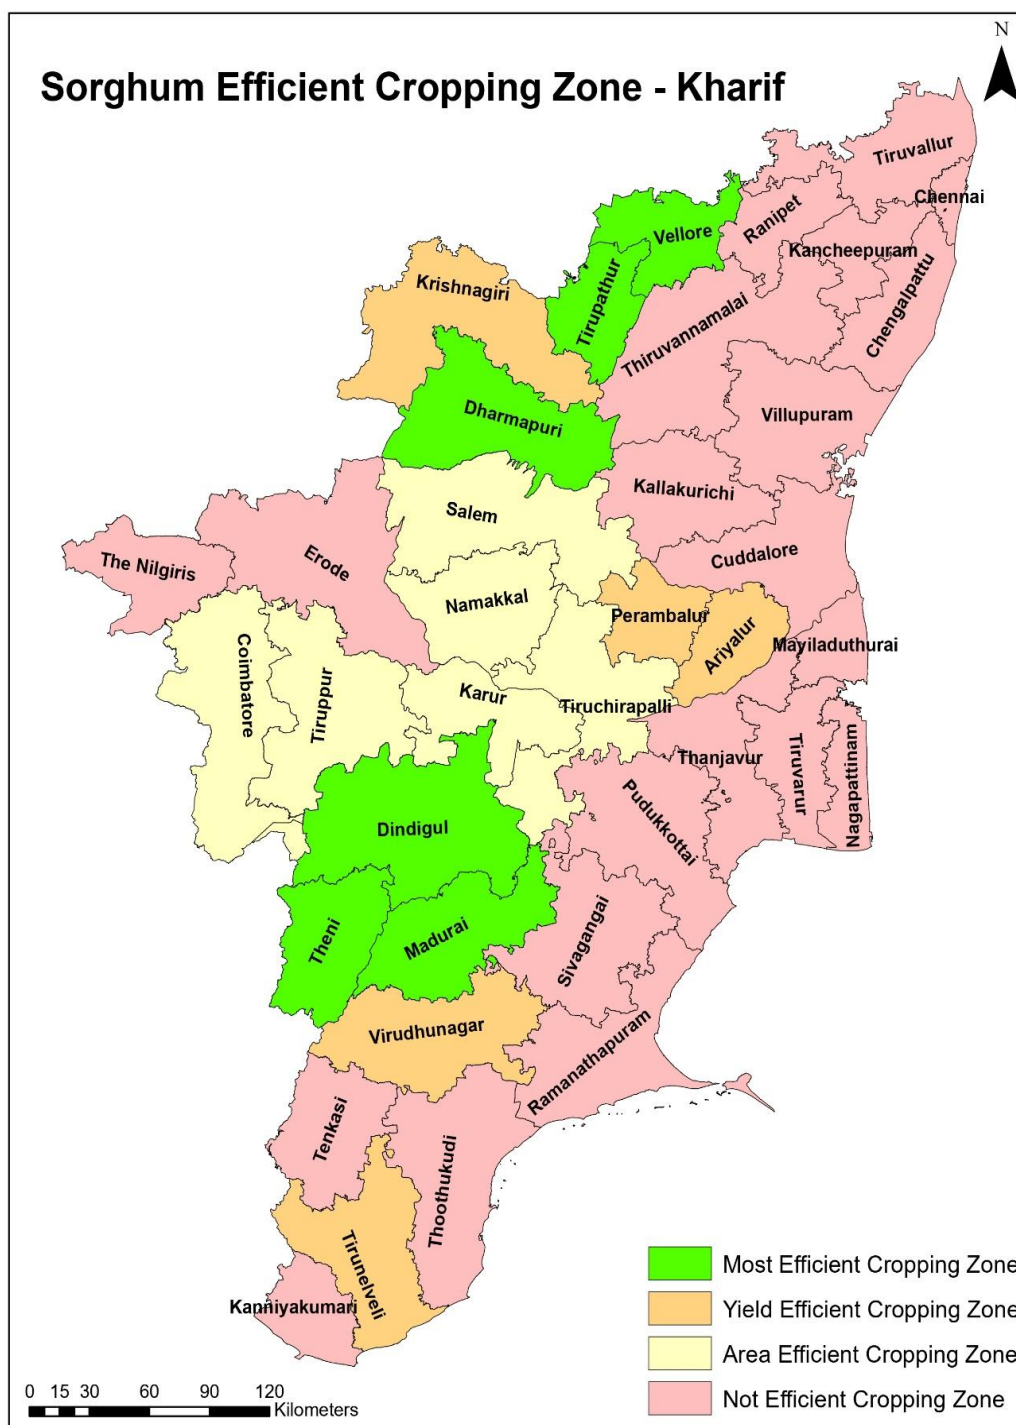 N
Sorghum Efficient Cropping Zone - Kharif
Tiruvallur
Chennai
Ranipet
Vellore
Kancheepuram
Tirupathur
Krishnagiri
Chengalpattu
Thiruvannamalai
Dharmapuri
Villupuram
Kallakurichi
Salem
Cuddalore
Erode
The Nilgiris
Namakkal
Perambalur
Ariyalur
Mayiladuthurai
Coimbatore
Tiruppur
Karur
Tiruchirapalli
Thanjavur
Tiruvarur
Nagapattinam
Pudukkottai
Dindigul
Theni
Madurai
Sivagangai
Virudhunagar
Ramanathapuram
Tenkasi
Thoothukudi
Tirunelveli
Kanniyakumari
Most Efficient Cropping Zone
Yield Efficient Cropping Zone
Area Efficient Cropping Zone
Not Efficient Cropping Zone
0 15 30 60 90 120
Kilometers